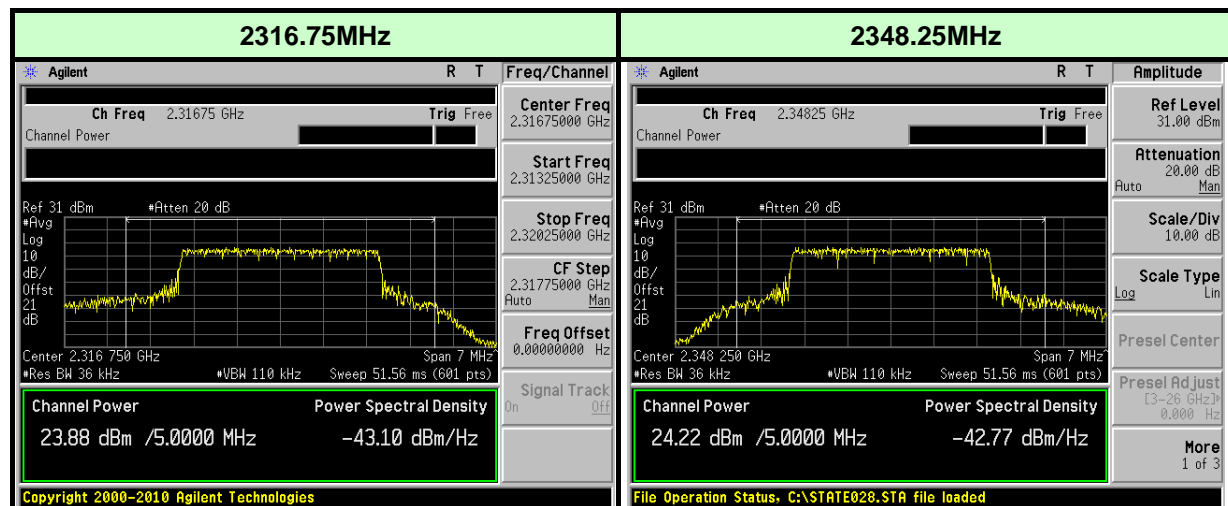 2316.75MHz
Agilent R T
Ch Freq 2.31675 GHz Trig Free
Channel Power
Ref 31 dBm #Atten 20 dB
#Avg
Log
10
dB/
Offst
21
dB
Center 2.316 750 GHz Span 7 MHz^
#Res BW 36 kHz #VBW 110 kHz Sweep 51.56 ms (601 pts)
Channel Power Power Spectral Density
23.88 dBm /5.0000 MHz -43.10 dBm/Hz
Copyright 2000-2010 Agilent Technologies
Freq/Channel
Center Freq
2.31675000 GHz
Start Freq
2.31325000 GHz
Stop Freq
2.32025000 GHz
CF Step
2.31775000 GHz
Auto Man
Freq Offset
0.00000000 Hz
Signal Track
On Off
2348.25MHz
Agilent R T
Ch Freq 2.34825 GHz Trig Free
Channel Power
Ref 31 dBm #Atten 20 dB
#Avg
Log
10
dB/
Offst
21
dB
Center 2.348 250 GHz Span 7 MHz^
#Res BW 36 kHz #VBW 110 kHz Sweep 51.56 ms (601 pts)
Channel Power Power Spectral Density
24.22 dBm /5.0000 MHz -42.77 dBm/Hz
File Operation Status, C:\STATE028.STA file loaded
Amplitude
Ref Level
31.00 dBm
Attenuation
20.00 dB
Auto Man
Scale/Div
10.00 dB
Scale Type
Log Lin
Presel Center
Presel Adjust
[3-26 GHz]▸
0.000 Hz
More
1 of 3